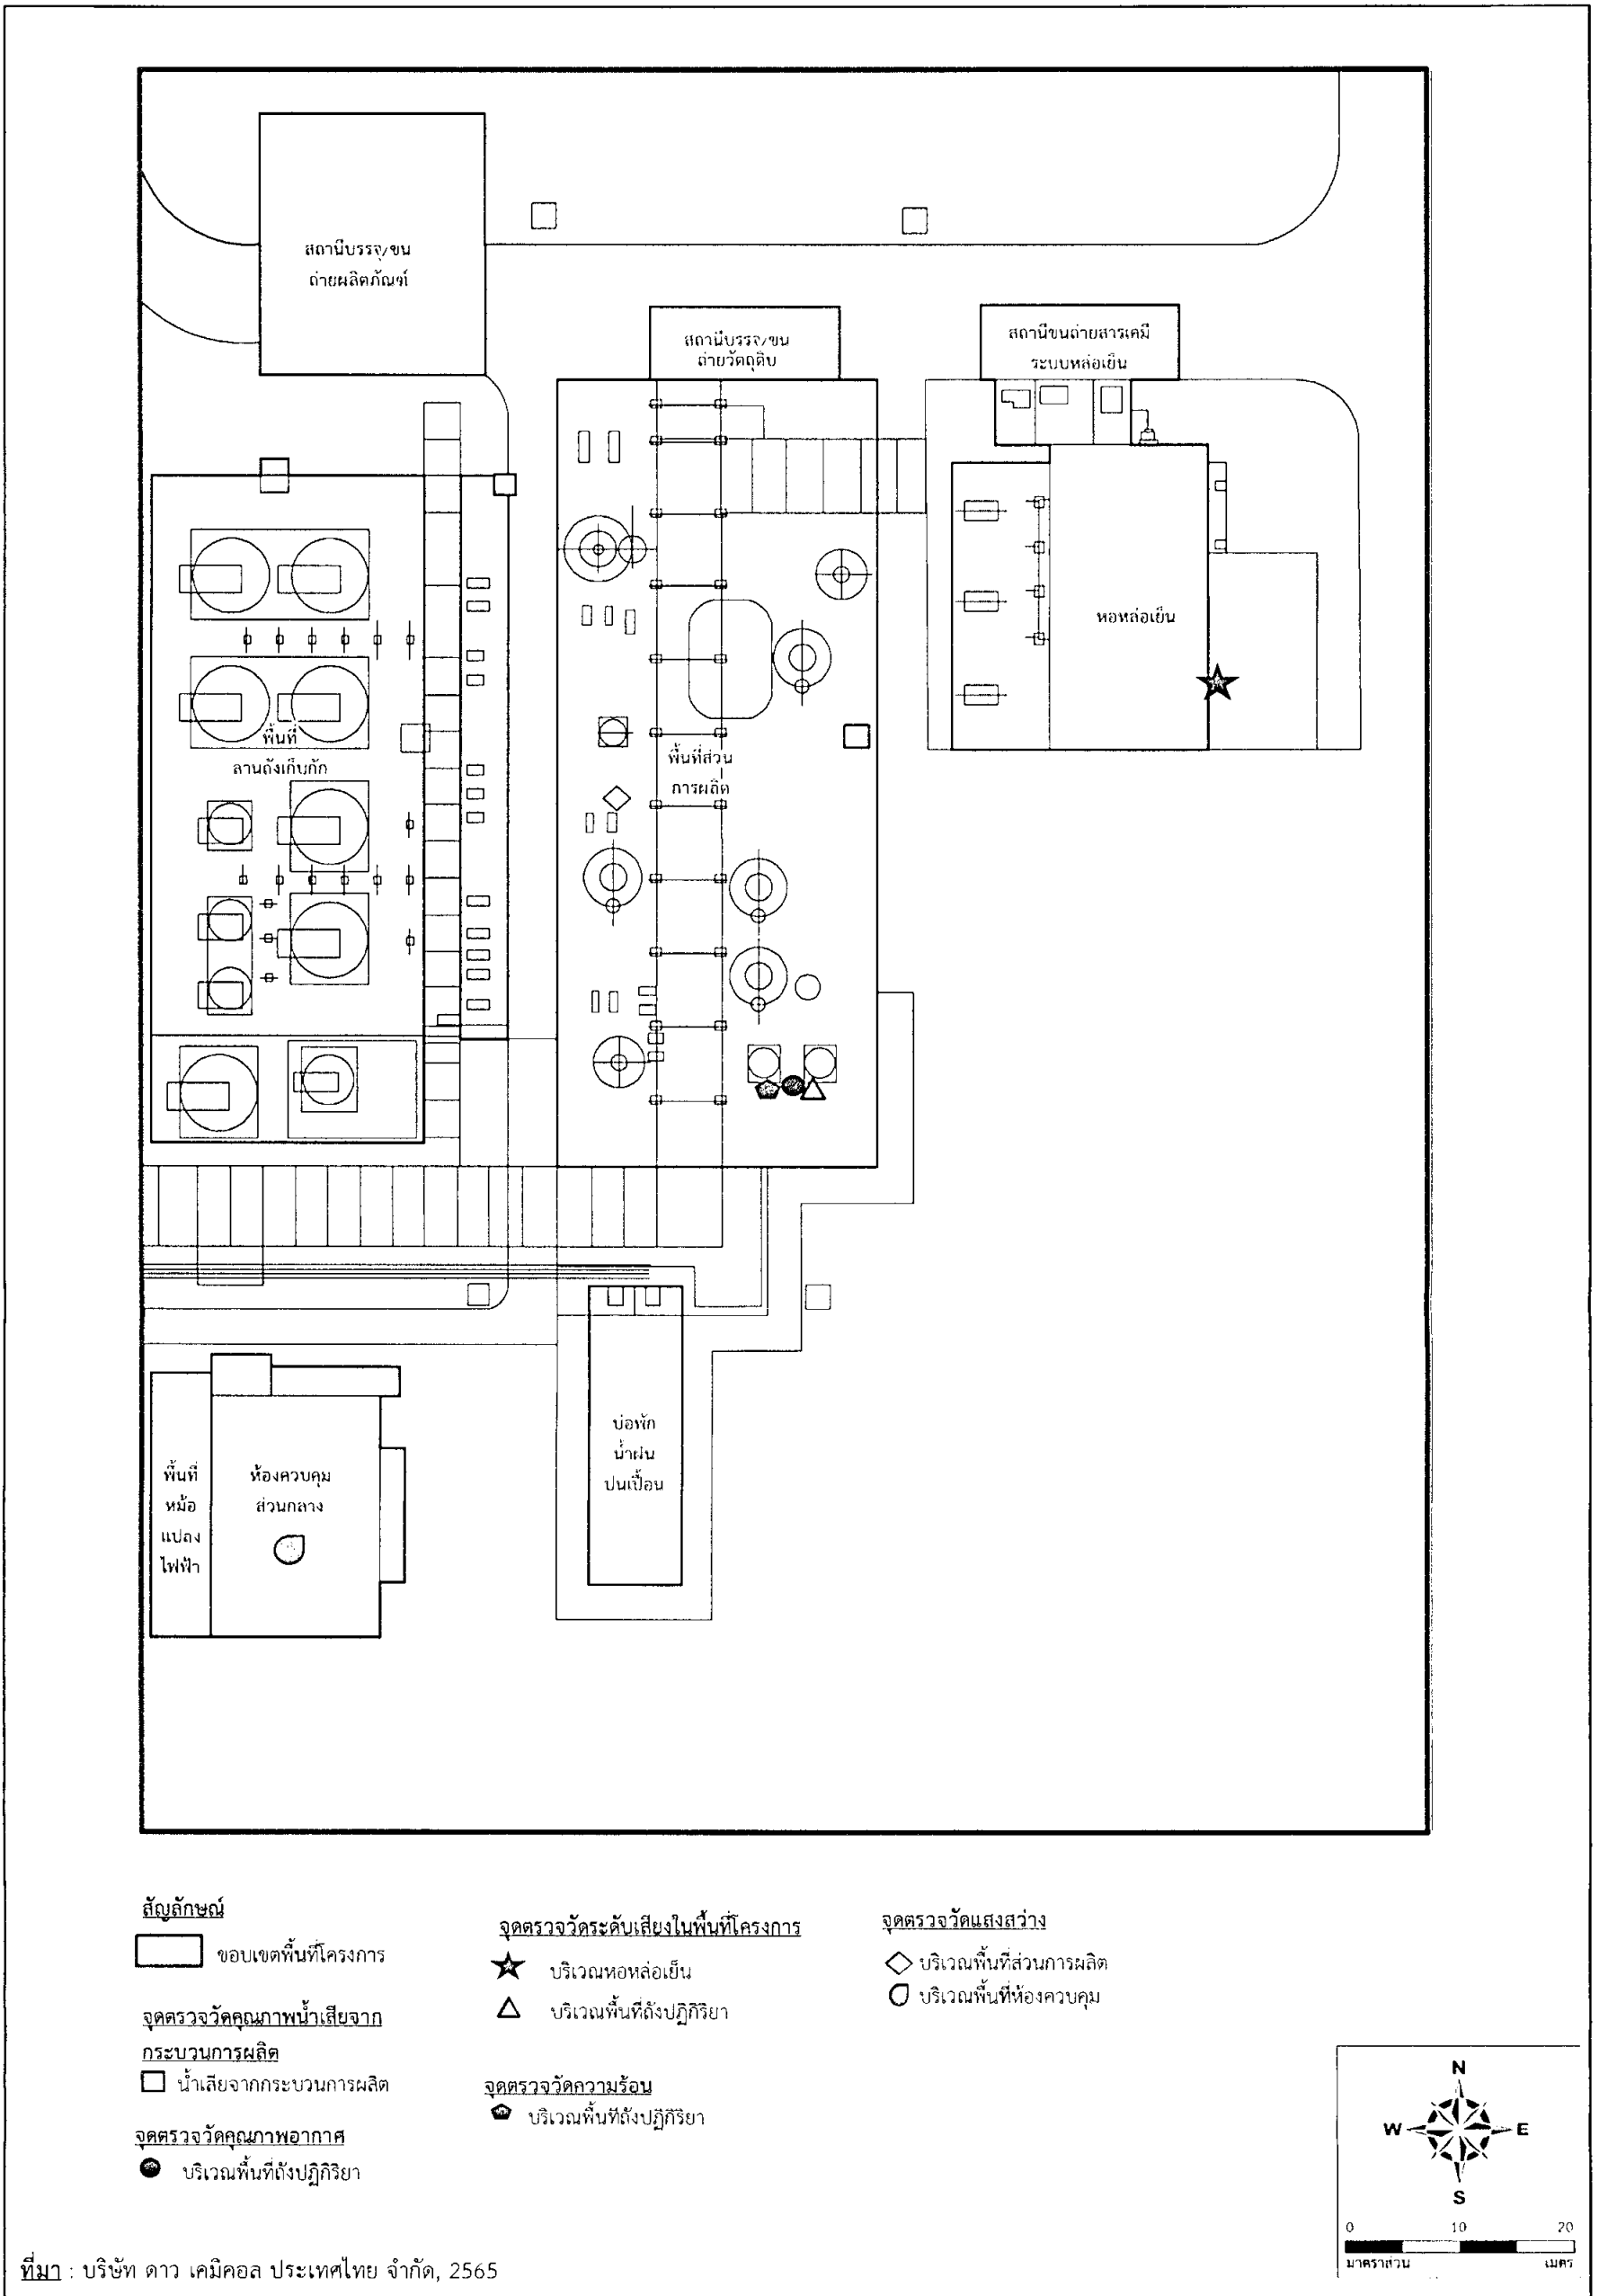 สถานีบรรจุ/ขน
ถ่ายผลิตภัณฑ์
สถานีบรรจุ/ขน
ถ่ายวัตถุดิบ
สถานีขนถ่ายสารเคมี
ระบบหล่อเย็น
หอหล่อเย็น
พื้นที่
ลานถังเก็บกัก
พื้นที่ส่วน
การผลิต
บ่อพัก
น้ำฝน
ปนเปื้อน
พื้นที่
หม้อ
แปลง
ไฟฟ้า
ห้องควบคุม
ส่วนกลาง
สัญลักษณ์
ขอบเขตพื้นที่โครงการ
จุดตรวจวัดคุณภาพน้ำเสียจาก
กระบวนการผลิต
น้ำเสียจากกระบวนการผลิต
จุดตรวจวัดคุณภาพอากาศ
บริเวณพื้นที่ถังปฏิกิริยา
จุดตรวจวัดระดับเสียงในพื้นที่โครงการ
บริเวณหอหล่อเย็น
บริเวณพื้นที่ถังปฏิกิริยา
จุดตรวจวัดความร้อน
บริเวณพื้นที่ถังปฏิกิริยา
จุดตรวจวัดแสงสว่าง
บริเวณพื้นที่ส่วนการผลิต
บริเวณพื้นที่ห้องควบคุม
N
W E
S
0 10 20
มาตราส่วน เมตร
ที่มา : บริษัท ดาว เคมิคอล ประเทศไทย จำกัด, 2565